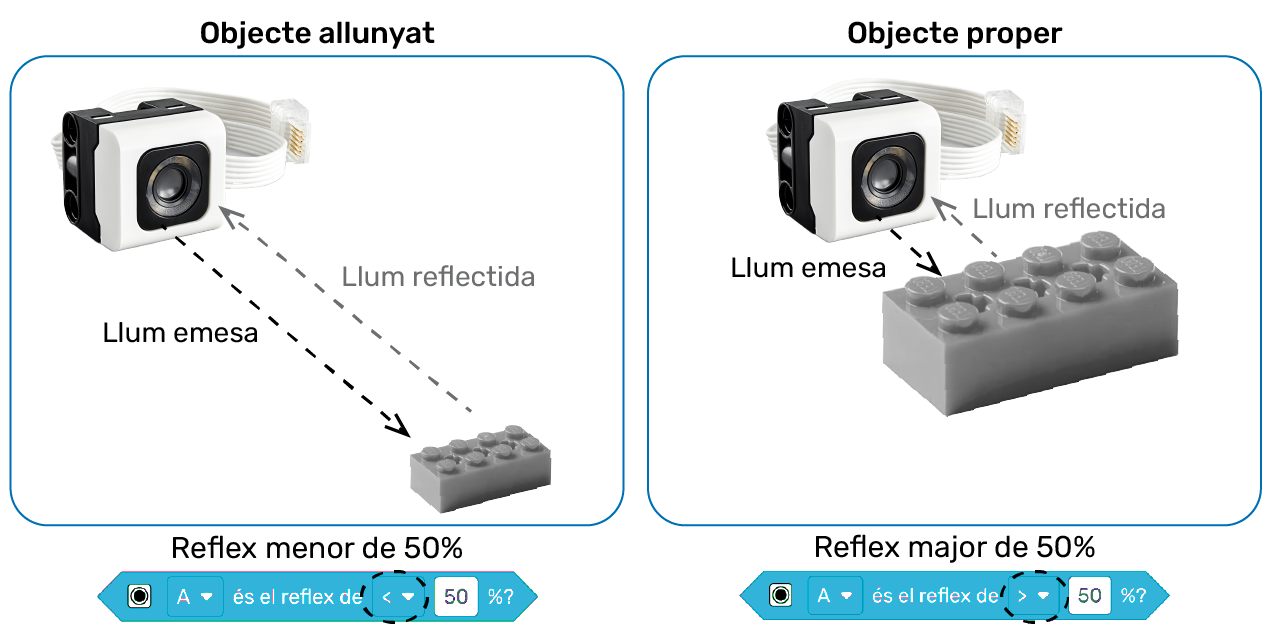 Objecte allunyat
Llum reflectida
Llum emesa
Reflex menor de 50%
A és el reflex de < 50 %?
Objecte proper
Llum reflectida
Llum emesa
Reflex major de 50%
A és el reflex de > 50 %?